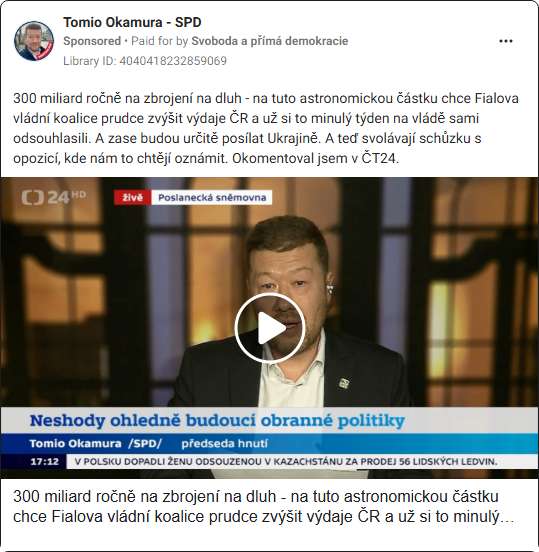 Tomio Okamura - SPD
Sponsored • Paid for by Svoboda a přímá demokracie
Library ID: 4040418232859069
300 miliard ročně na zbrojení na dluh - na tuto astronomickou částku chce Fialova
vládní koalice prudce zvýšit výdaje ČR a už si to minulý týden na vládě sami
odsouhlasili. A zase budou určitě posílat Ukrajině. A teď svolávají schůzku s
opozicí, kde nám to chtějí oznámit. Okomentoval jsem v ČT24.
24 HD
živě Poslanecká sněmovna
Neshody ohledně budoucí obranné politiky
Tomio Okamura /SPD/ předseda hnutí
17:12 V POLSKU DOPADLI ŽENU ODSOUZENOU V KAZACHSTÁNU ZA PRODEJ 56 LIDSKÝCH LEDVIN.
300 miliard ročně na zbrojení na dluh - na tuto astronomickou částku
chce Fialova vládní koalice prudce zvýšit výdaje ČR a už si to minulý…